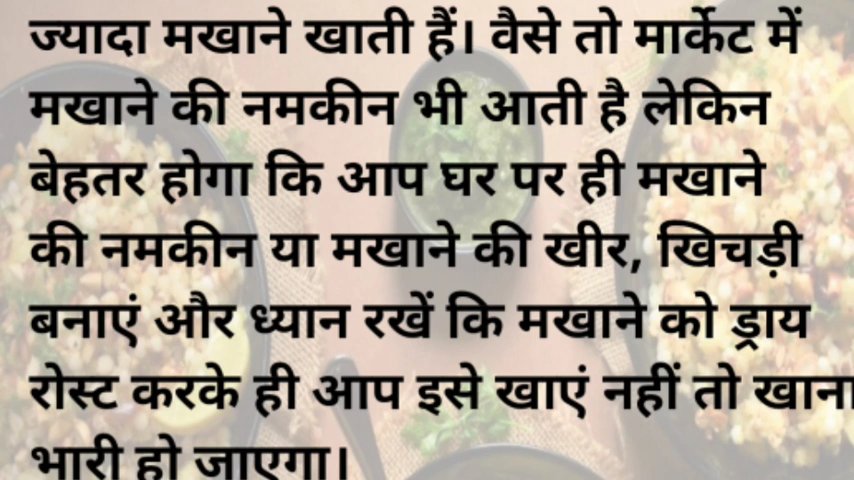 ज्यादा मखाने खाती हैं। वैसे तो मार्केट में
मखाने की नमकीन भी आती है लेकिन
बेहतर होगा कि आप घर पर ही मखाने
की नमकीन या मखाने की खीर, खिचड़ी
बनाएं और ध्यान रखें कि मखाने को ड्राय
रोस्ट करके ही आप इसे खाएं नहीं तो खाना
भारी हो जाएगा।